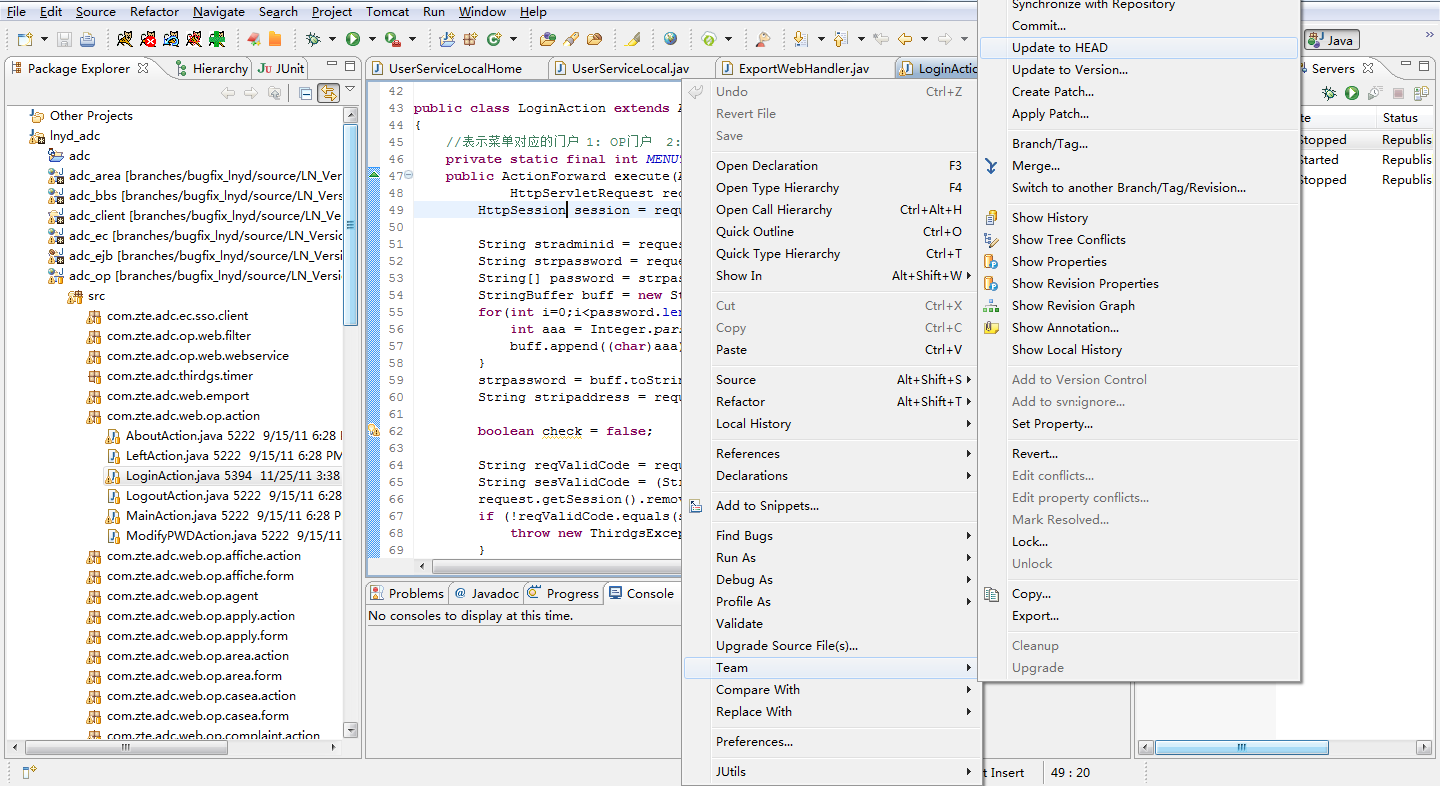 File Edit Source Refactor Navigate Search Project Tomcat Run Window Help
Java
Package Explorer
Hierarchy
JUnit
Other Projects
lnyd_adc
adc
adc_area [branches/bugfix_lnyd/source/LN_Versic
adc_bbs [branches/bugfix_lnyd/source/LN_Versio
adc_client [branches/bugfix_lnyd/source/LN_Vers
adc_ec [branches/bugfix_lnyd/source/LN_Version
adc_ejb [branches/bugfix_lnyd/source/LN_Versi
adc_op [branches/bugfix_lnyd/source/LN_Versi
src
com.zte.adc.ec.sso.client
com.zte.adc.op.web.filter
com.zte.adc.op.web.webservice
com.zte.adc.thirdgs.timer
com.zte.adc.web.emport
com.zte.adc.web.op.action
AboutAction.java 5222 9/15/11 6:28
LeftAction.java 5222 9/15/11 6:28 PM
LoginAction.java 5394 11/25/11 3:38
LogoutAction.java 5222 9/15/11 6:28
MainAction.java 5222 9/15/11 6:28 P
ModifyPWDAction.java 5222 9/15/11
com.zte.adc.web.op.affiche.action
com.zte.adc.web.op.affiche.form
com.zte.adc.web.op.agent
com.zte.adc.web.op.apply.action
com.zte.adc.web.op.apply.form
com.zte.adc.web.op.area.action
com.zte.adc.web.op.area.form
com.zte.adc.web.op.casea.action
com.zte.adc.web.op.casea.form
com.zte.adc.web.op.complaint.action
UserServiceLocalHome
UserServiceLocal.jav
ExportWebHandler.jav
LoginActio
42
43 public class LoginAction extends A
44 {
45 //表示菜单对应的门户 1: OP门户 2:
46 private static final int MENU
47 public ActionForward execute(A
48 HttpServletRequest req
49 HttpSession session = requ
50
51 String stradminid = reques
52 String strpassword = reque
53 String[] password = strpas
54 StringBuffer buff = new St
55 for(int i=0;i<password.len
56 int aaa = Integer.pars
57 buff.append((char)aaa)
58 }
59 strpassword = buff.toStrin
60 String stripaddress = requ
61
62 boolean check = false;
63
64 String reqValidCode = requ
65 String sesValidCode = (Str
66 request.getSession().remov
67 if (!reqValidCode.equals(s
68 throw new ThirdgsExcep
69 }
Problems
Javadoc
Progress
Console
No consoles to display at this time.
Undo Ctrl+Z
Revert File
Save
Open Declaration F3
Open Type Hierarchy F4
Open Call Hierarchy Ctrl+Alt+H
Quick Outline Ctrl+O
Quick Type Hierarchy Ctrl+T
Show In Alt+Shift+W
Cut Ctrl+X
Copy Ctrl+C
Paste Ctrl+V
Source Alt+Shift+S
Refactor Alt+Shift+T
Local History
References
Declarations
Add to Snippets...
Find Bugs
Run As
Debug As
Profile As
Validate
Upgrade Source File(s)...
Team
Compare With
Replace With
Preferences...
JUtils
Synchronize with Repository
Commit...
Update to HEAD
Update to Version...
Create Patch...
Apply Patch...
Branch/Tag...
Merge...
Switch to another Branch/Tag/Revision...
Show History
Show Tree Conflicts
Show Properties
Show Revision Properties
Show Revision Graph
Show Annotation...
Show Local History
Add to Version Control
Add to svn:ignore...
Set Property...
Revert...
Edit conflicts...
Edit property conflicts...
Mark Resolved...
Lock...
Unlock
Copy...
Export...
Cleanup
Upgrade
Servers
te Status
Stopped Republis
Started Republis
Stopped Republis
t Insert
49 : 20